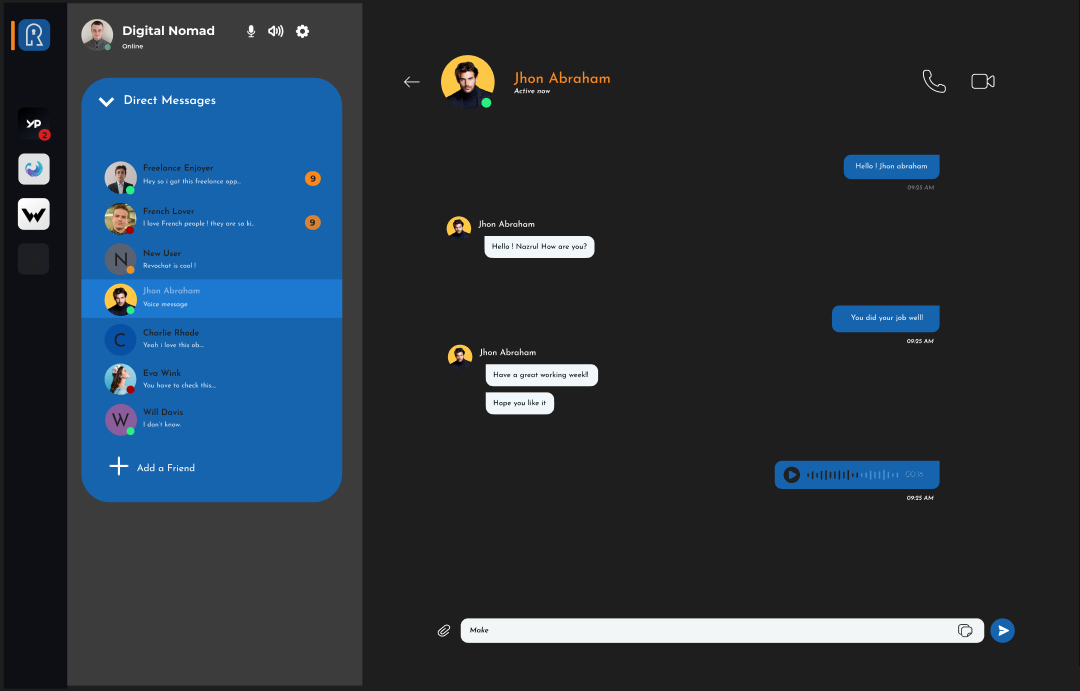 R
YP
2
W
Digital Nomad
Online
Direct Messages
Freelance Enjoyer
Hey so i got this freelance opp...
9
French Lover
I love French people ! they are so ki..
9
N
New User
Revochat is cool !
Jhon Abraham
Voice message
C
Charlie Rhode
Yeah i love this ob...
Eva Wink
You have to check this...
W
Will Davis
I don't know.
Add a Friend
Jhon Abraham
Active now
Hello ! Jhon abraham
09:25 AM
Jhon Abraham
Hello ! Nazrul How are you?
You did your job well!
09:25 AM
Jhon Abraham
Have a great working week!!
Hope you like it
00:16
09:25 AM
Make